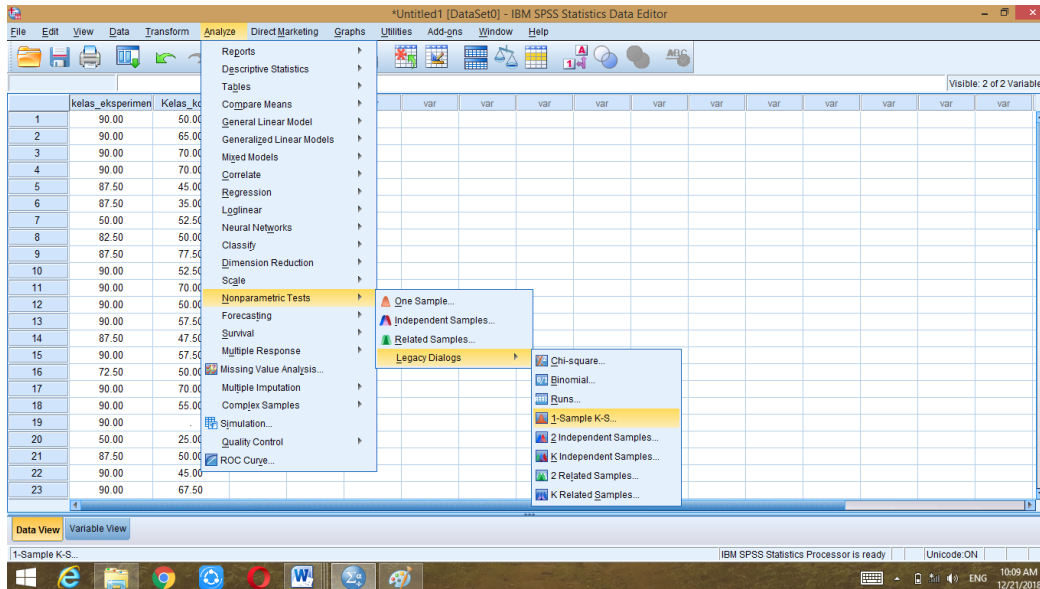 *Untitled1 [DataSet0] - IBM SPSS Statistics Data Editor
File Edit View Data Transform Analyze Direct Marketing Graphs Utilities Add-ons Window Help
Visible: 2 of 2 Variable
kelas_eksperimen Kelas_ko var var var var var var var var var var var
1 90.00 50.00
2 90.00 65.00
3 90.00 70.00
4 90.00 70.00
5 87.50 45.00
6 87.50 35.00
7 50.00 52.50
8 82.50 50.00
9 87.50 77.50
10 90.00 52.50
11 90.00 70.00
12 90.00 50.00
13 90.00 57.50
14 87.50 47.50
15 90.00 57.50
16 72.50 50.00
17 90.00 70.00
18 90.00 55.00
19 90.00 .
20 50.00 25.00
21 87.50 50.00
22 90.00 45.00
23 90.00 67.50
Reports
Descriptive Statistics
Tables
Compare Means
General Linear Model
Generalized Linear Models
Mixed Models
Correlate
Regression
Loglinear
Neural Networks
Classify
Dimension Reduction
Scale
Nonparametric Tests
Forecasting
Survival
Multiple Response
Missing Value Analysis...
Multiple Imputation
Complex Samples
Simulation...
Quality Control
ROC Curve...
One Sample...
Independent Samples...
Related Samples...
Legacy Dialogs
Chi-square...
Binomial...
Runs...
1-Sample K-S...
2 Independent Samples...
K Independent Samples...
2 Related Samples...
K Related Samples...
Data View Variable View
1-Sample K-S... IBM SPSS Statistics Processor is ready Unicode:ON
ENG 10:09 AM
12/21/2018